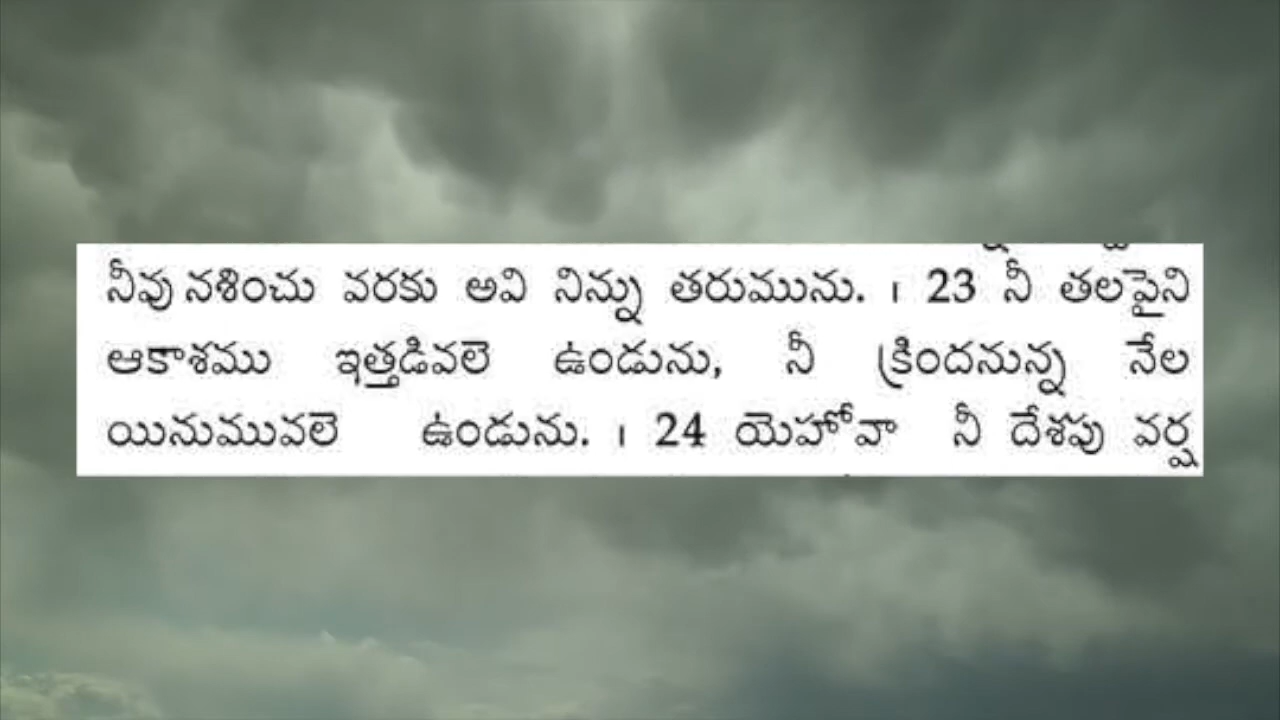 నీవు నశించు వరకు అవి నిన్ను తరుమును. । 23 నీ తలపైని
ఆకాశము ఇత్తడివలె ఉండును, నీ క్రిందనున్న నేల
యినుమువలె ఉండును. । 24 యెహోవా నీ దేశపు వర్ష